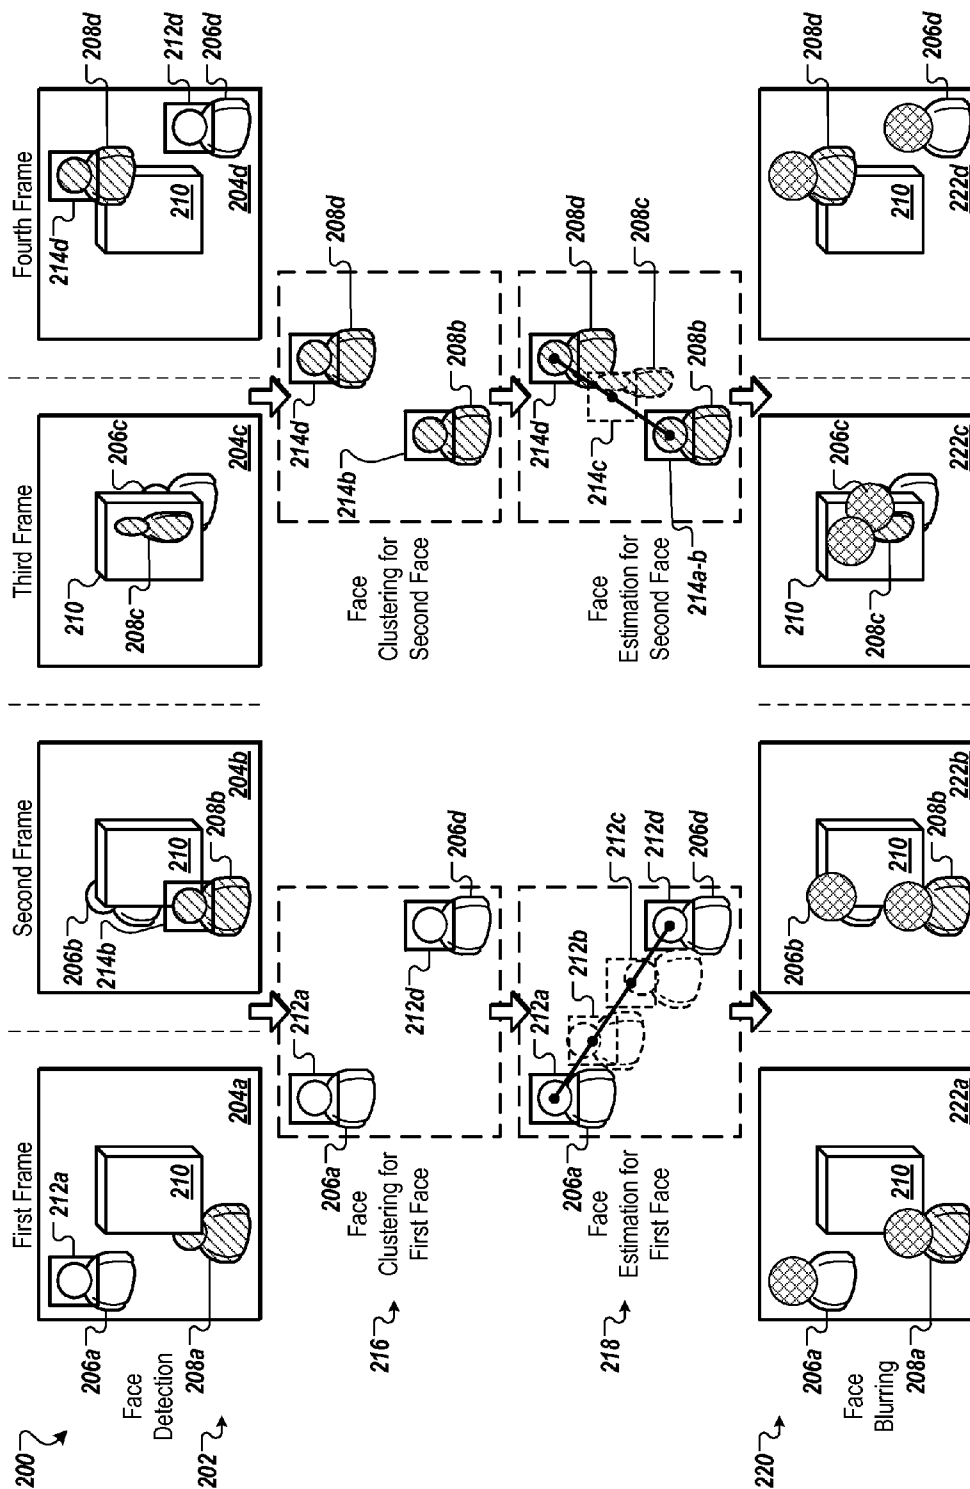 200
First Frame
Second Frame
Third Frame
Fourth Frame
Face
Detection
202
206a
212a
208a
210
204a
206b
214b
210
204b
208b
210
208c
206c
204c
214d
208d
212d
206d
210
204d
216
Face
Clustering for
First Face
206a
212a
212d
206d
Face
Clustering for
Second Face
214b
214d
208d
208b
218
Face
Estimation for
First Face
206a
212a
212b
212c
212d
206d
Face
Estimation for
Second Face
214a-b
214c
214d
208d
208c
208b
220
Face
Blurring
206a
208a
210
222a
206b
210
208b
222b
210
208c
206c
222c
208d
206d
210
222d